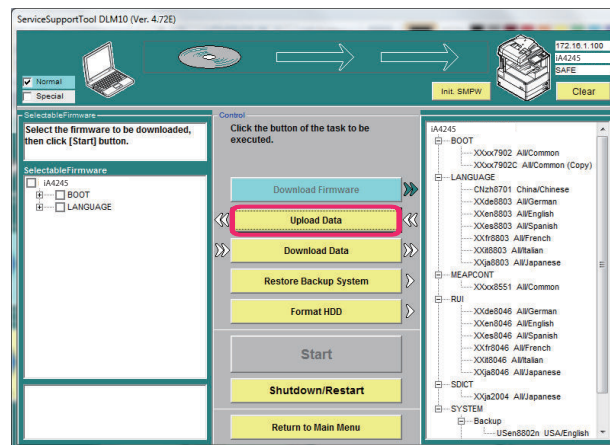 ServiceSupportTool DLM10 (Ver. 4.72E)
Normal
Special
172.16.1.100
iA4245
SAFE
Init. SMPW
Clear
SelectableFirmware
Select the firmware to be downloaded,
then click [Start] button.
SelectableFirmware
iA4245
BOOT
LANGUAGE
Control
Click the button of the task to be
executed.
Download Firmware
Upload Data
Download Data
Restore Backup System
Format HDD
Start
Shutdown/Restart
Return to Main Menu
iA4245
BOOT
XXxx7902 All/Common
XXxx7902C All/Common (Copy)
LANGUAGE
CNzh8701 China/Chinese
XXde8803 All/German
XXen8803 All/English
XXes8803 All/Spanish
XXfr8803 All/French
XXit8803 All/Italian
XXja8803 All/Japanese
MEAPCONT
XXxx8551 All/Common
RUI
XXde8046 All/German
XXen8046 All/English
XXes8046 All/Spanish
XXfr8046 All/French
XXit8046 All/Italian
XXja8046 All/Japanese
SDICT
XXja2004 All/Japanese
SYSTEM
Backup
USen8802n USA/English